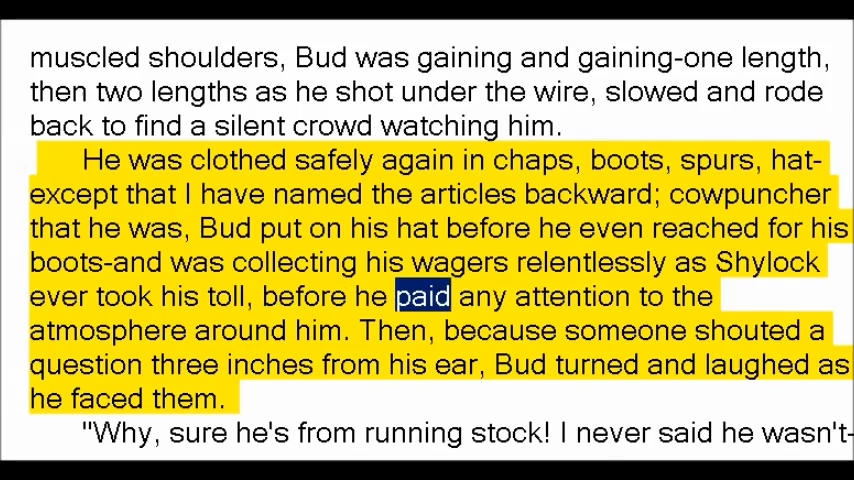 muscled shoulders, Bud was gaining and gaining-one length,
then two lengths as he shot under the wire, slowed and rode
back to find a silent crowd watching him.
He was clothed safely again in chaps, boots, spurs, hat-
except that I have named the articles backward; cowpuncher
that he was, Bud put on his hat before he even reached for his
boots-and was collecting his wagers relentlessly as Shylock
ever took his toll, before he paid any attention to the
atmosphere around him. Then, because someone shouted a
question three inches from his ear, Bud turned and laughed as
he faced them.
"Why, sure he's from running stock! I never said he wasn't-